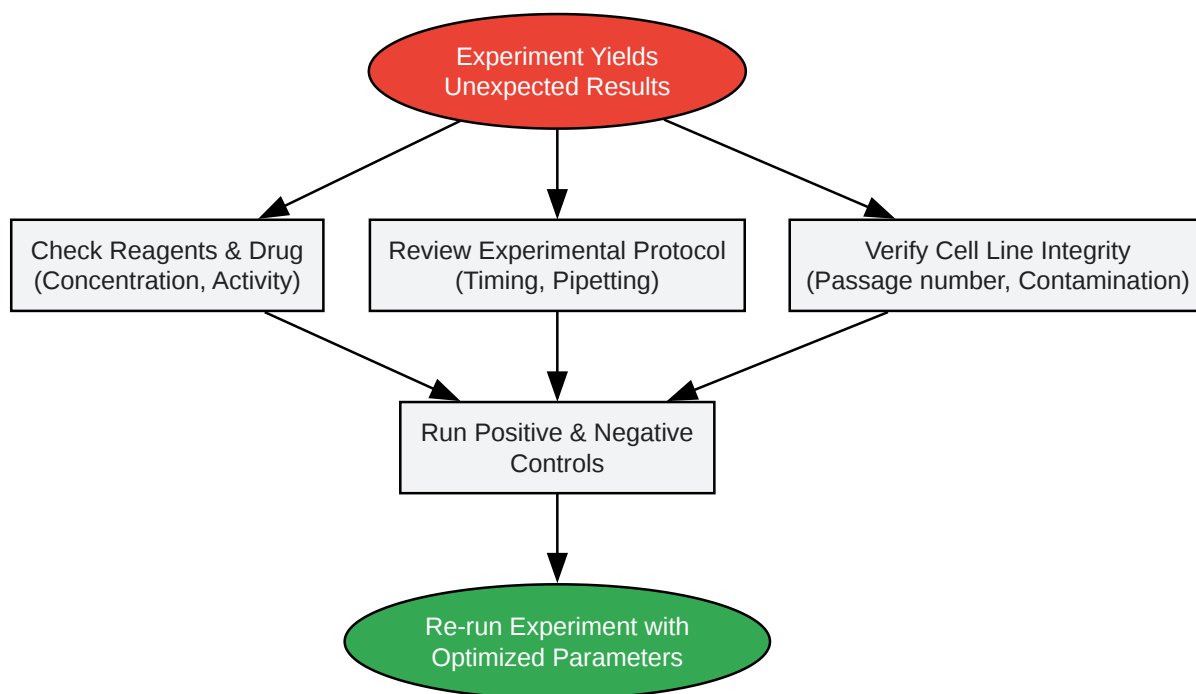 Experiment Yields
Unexpected Results
Check Reagents & Drug
(Concentration, Activity)
Review Experimental Protocol
(Timing, Pipetting)
Verify Cell Line Integrity
(Passage number, Contamination)
Run Positive & Negative
Controls
Re-run Experiment with
Optimized Parameters